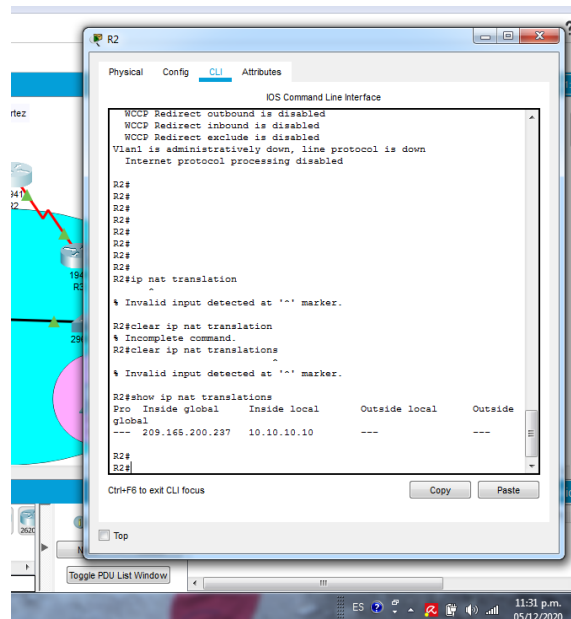 R2
Physical Config CLI Attributes
IOS Command Line Interface
WCCP Redirect outbound is disabled
WCCP Redirect inbound is disabled
WCCP Redirect exclude is disabled
Vlan1 is administratively down, line protocol is down
Internet protocol processing disabled
R2#
R2#
R2#
R2#
R2#
R2#
R2#
R2#
R2#ip nat translation
^
% Invalid input detected at '^' marker.
R2#clear ip nat translation
% Incomplete command.
R2#clear ip nat translations
^
% Invalid input detected at '^' marker.
R2#show ip nat translations
Pro Inside global Inside local Outside local Outside
global
--- 209.165.200.237 10.10.10.10 --- ---
R2#
R2#
Ctrl+F6 to exit CLI focus
Copy Paste
Top
Toggle PDU List Window
ES
11:31 p.m.
05/12/2020